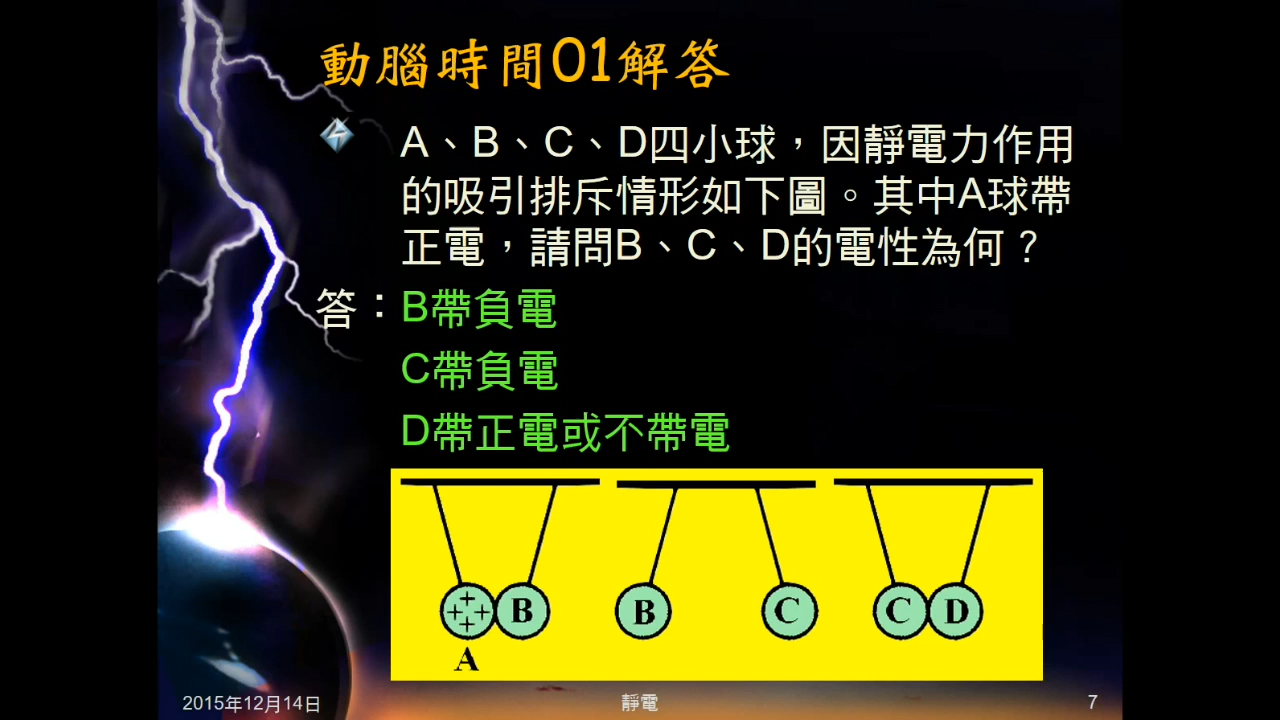 動腦時間01解答
A、B、C、D四小球，因靜電力作用
的吸引排斥情形如下圖。其中A球帶
正電，請問B、C、D的電性為何？
答：B帶負電
C帶負電
D帶正電或不帶電
++++ B B C C D
A
2015年12月14日 靜電 7